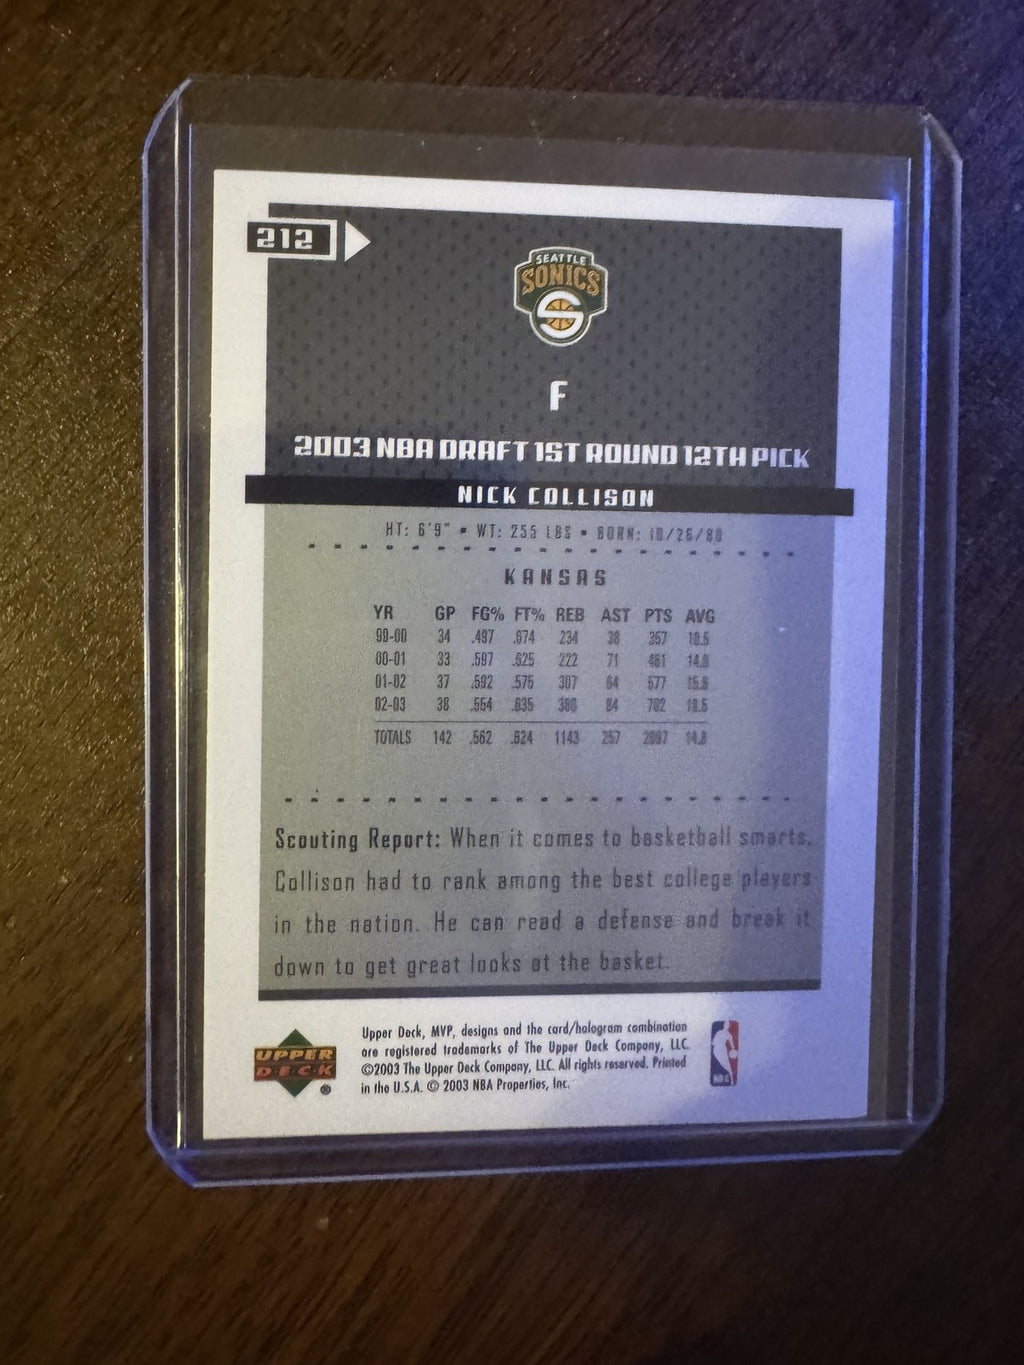 212
SEATTLE
SONICS
F
2003 NBA DRAFT 1ST ROUND 12TH PICK
NICK COLLISON
HT: 6'9" • WT: 255 LBS • BORN: 10/26/80
KANSAS
YR GP FG% FT% REB AST PTS AVG
99-00 34 .497 .674 234 38 357 10.5
00-01 33 .597 .625 222 71 461 14.0
01-02 37 .592 .575 307 64 577 15.6
02-03 38 .554 .635 380 84 702 18.5
TOTALS 142 .562 .624 1143 257 2097 14.8
Scouting Report: When it comes to basketball smarts,
Collison had to rank among the best college players
in the nation. He can read a defense and break it
down to get great looks at the basket.
UPPER
DECK
®
Upper Deck, MVP, designs and the card/hologram combination
are registered trademarks of The Upper Deck Company, LLC.
©2003 The Upper Deck Company, LLC. All rights reserved. Printed
in the U.S.A. © 2003 NBA Properties, Inc.
NBA